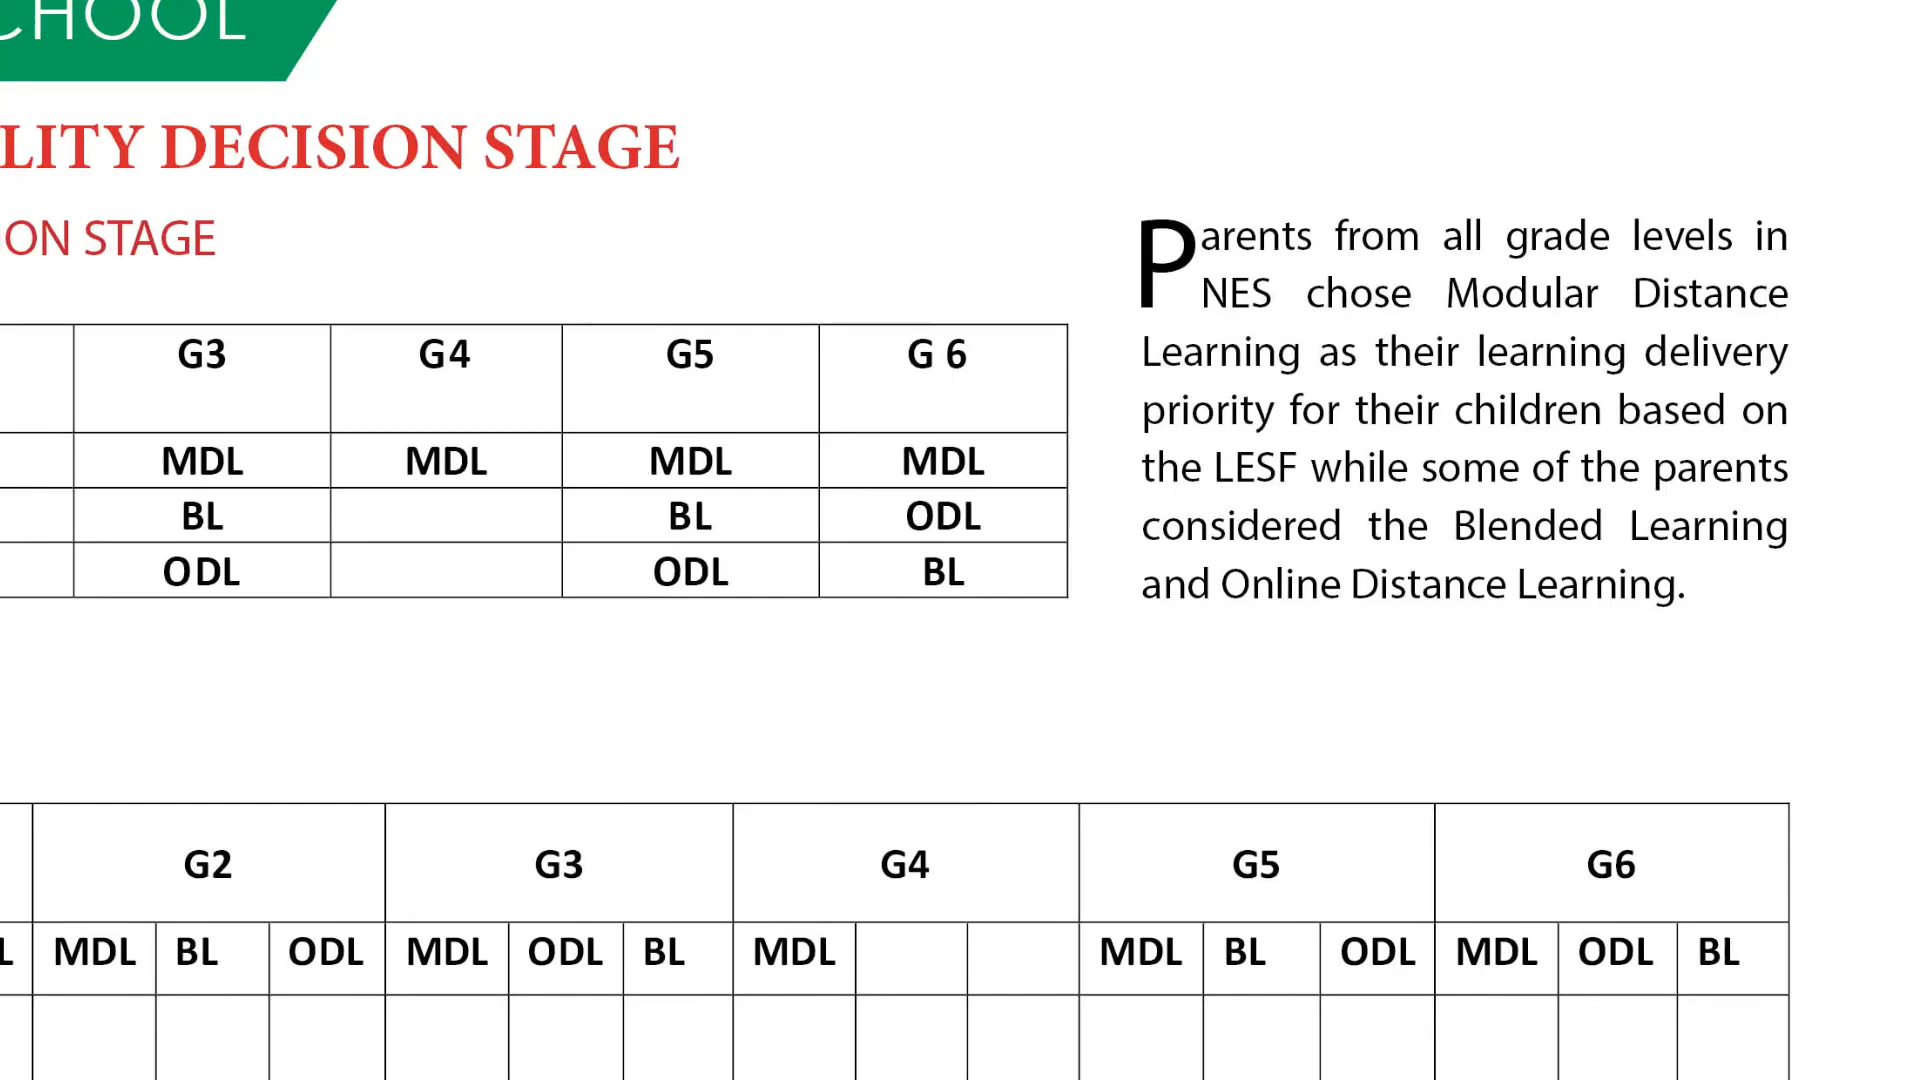 CHOOL
LITY DECISION STAGE
ON STAGE
Parents from all grade levels in
NES chose Modular Distance
Learning as their learning delivery
priority for their children based on
the LESF while some of the parents
considered the Blended Learning
and Online Distance Learning.
G3 G4 G5 G 6
MDL MDL MDL MDL
BL BL ODL
ODL ODL BL
G2 G3 G4 G5 G6
L MDL BL ODL MDL ODL BL MDL MDL BL ODL MDL ODL BL